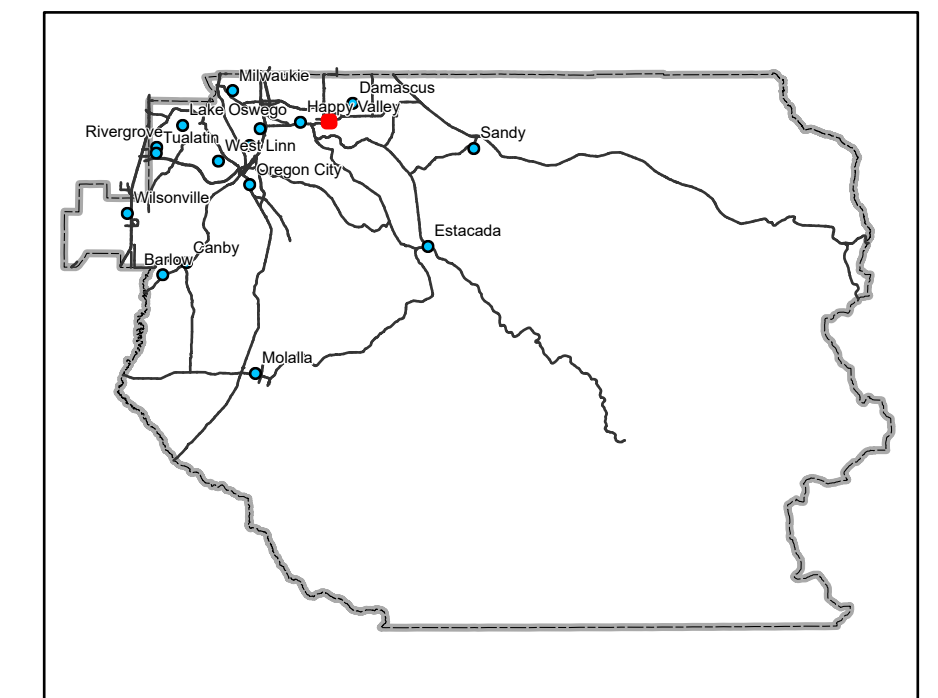 Milwaukie
Damascus
Lake Oswego
Happy Valley
Rivergrove
Tualatin
West Linn
Sandy
Oregon City
Wilsonville
Estacada
Canby
Barlow
Molalla